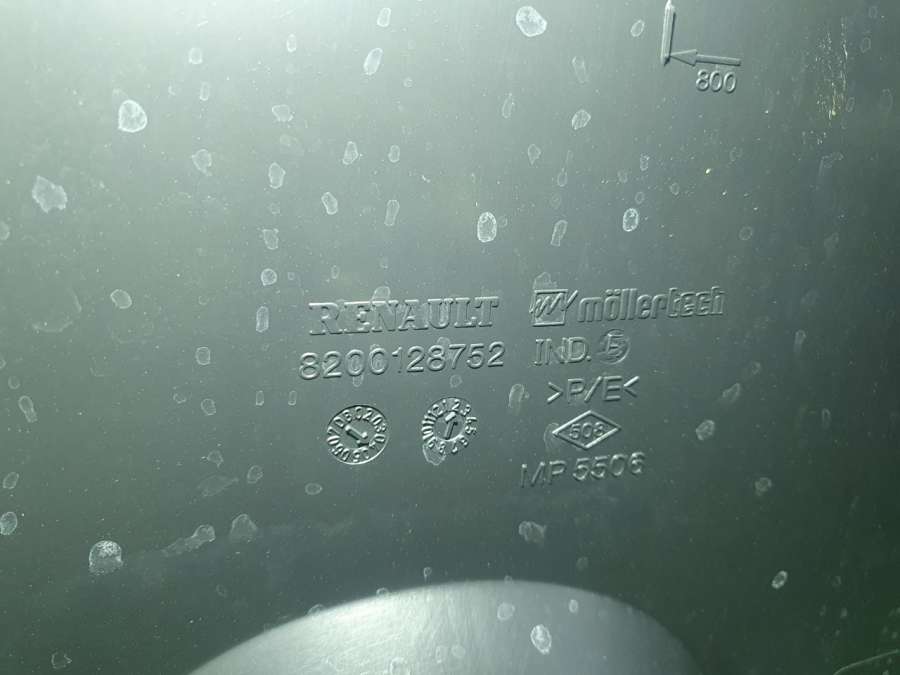 800
RENAULT möllertech
8200128752 IND. 5
>P/E<
508
MP 5506